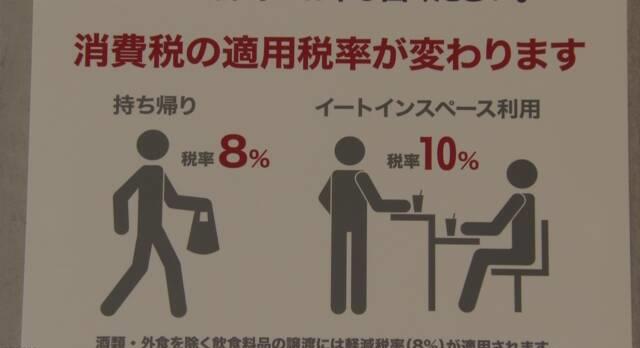 消費税の適用税率が変わります
持ち帰り
イートインスペース利用
税率8%
税率10%
酒類・外食を除く飲食料品の譲渡には軽減税率(8%)が適用されます